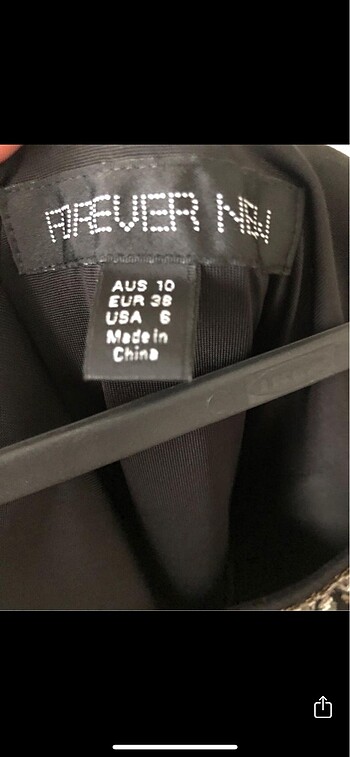 FOREVER NEW
AUS 10
EUR 38
USA 6
Made in
China